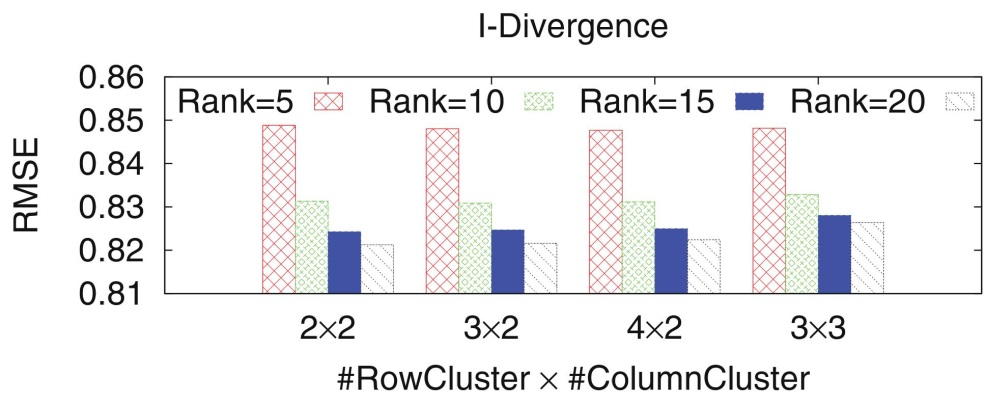 I-Divergence
RMSE
0.86
0.85
0.84
0.83
0.82
0.81
Rank=5 Rank=10 Rank=15 Rank=20
2×2 3×2 4×2 3×3
#RowCluster × #ColumnCluster